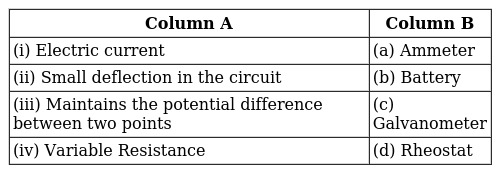 Column A Column B
(i) Electric current (a) Ammeter
(ii) Small deflection in the circuit (b) Battery
(iii) Maintains the potential difference (c)
between two points Galvanometer
(iv) Variable Resistance (d) Rheostat